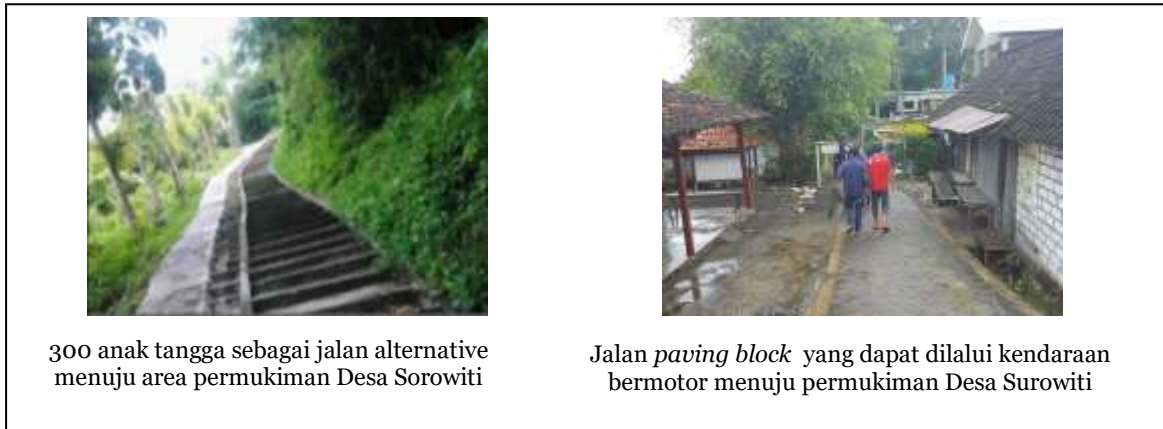 300 anak tangga sebagai jalan alternative
menuju area permukiman Desa Sorowiti
Jalan paving block yang dapat dilalui kendaraan
bermotor menuju permukiman Desa Surowiti